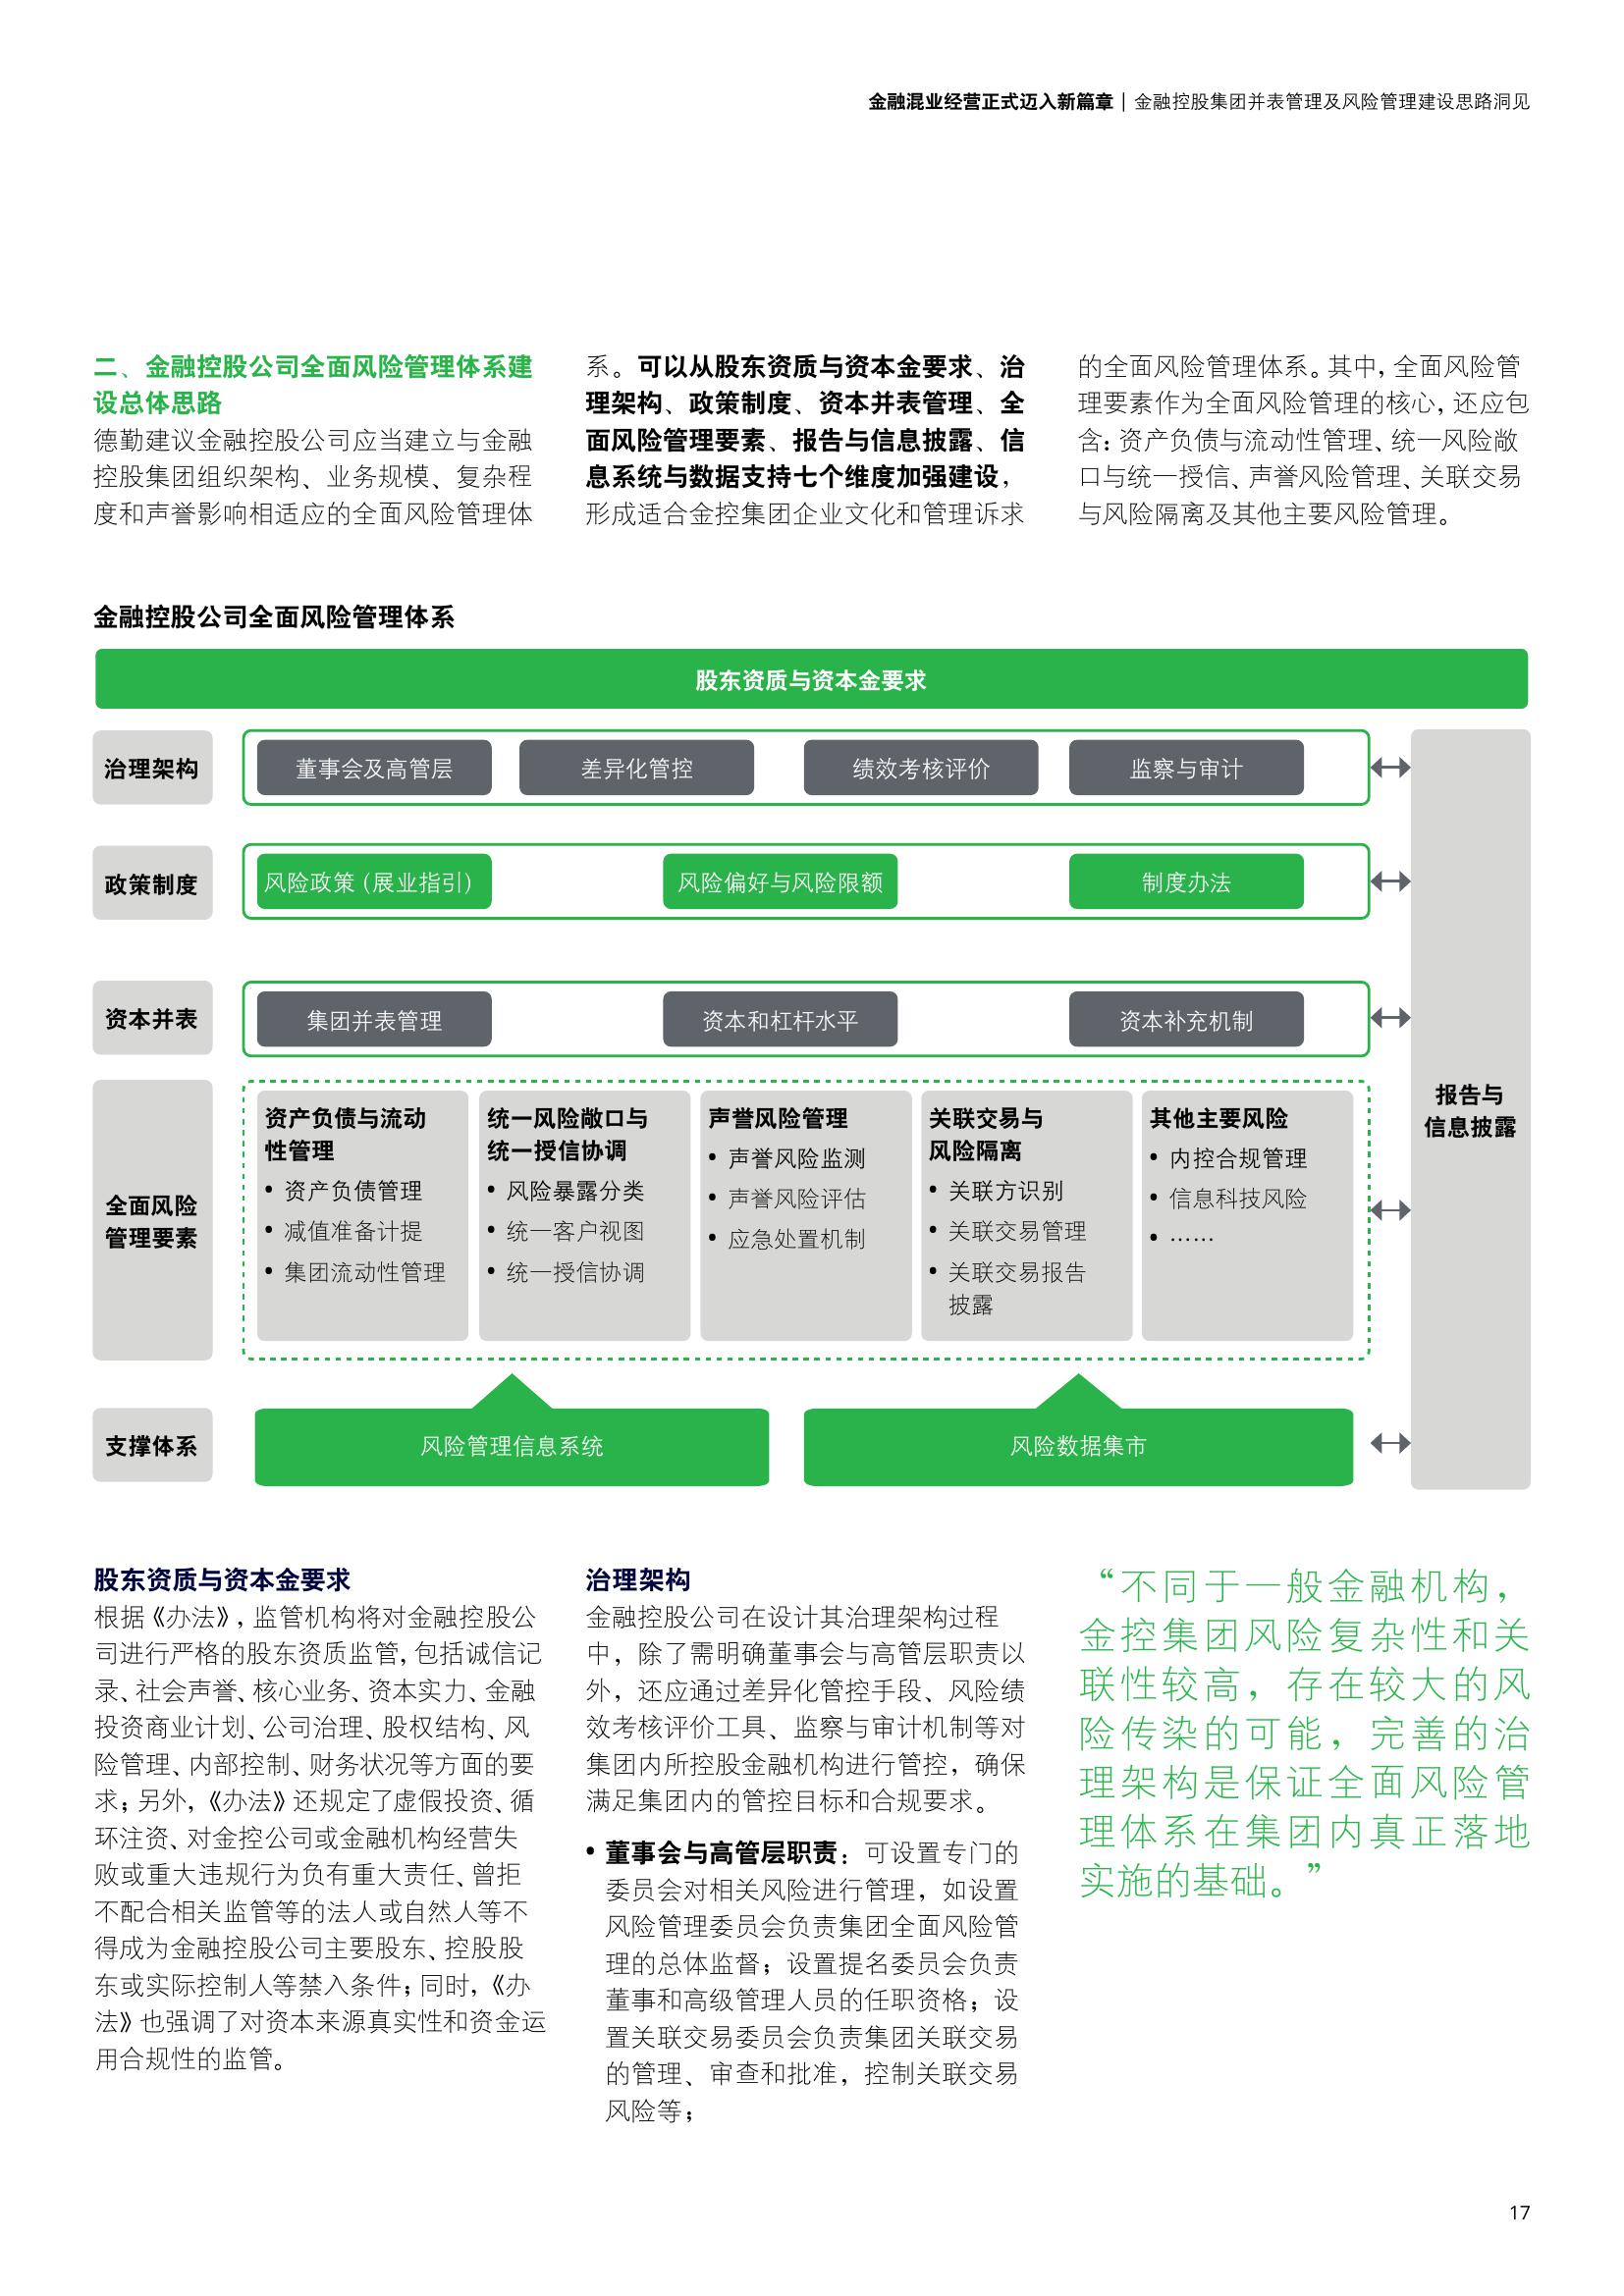 金融混业经营正式迈入新篇章 | 金融控股集团并表管理及风险管理建设思路洞见
二、金融控股公司全面风险管理体系建
设总体思路
德勤建议金融控股公司应当建立与金融
控股集团组织架构、业务规模、复杂程
度和声誉影响相适应的全面风险管理体
系。可以从股东资质与资本金要求、治
理架构、政策制度、资本并表管理、全
面风险管理要素、报告与信息披露、信
息系统与数据支持七个维度加强建设，
形成适合金控集团企业文化和管理诉求
的全面风险管理体系。其中，全面风险管
理要素作为全面风险管理的核心，还应包
含：资产负债与流动性管理、统一风险敞
口与统一授信、声誉风险管理、关联交易
与风险隔离及其他主要风险管理。
金融控股公司全面风险管理体系
股东资质与资本金要求
治理架构
董事会及高管层
差异化管控
绩效考核评价
监察与审计
政策制度
风险政策（展业指引）
风险偏好与风险限额
制度办法
资本并表
集团并表管理
资本和杠杆水平
资本补充机制
全面风险
管理要素
资产负债与流动
性管理
• 资产负债管理
• 减值准备计提
• 集团流动性管理
统一风险敞口与
统一授信协调
• 风险暴露分类
• 统一客户视图
• 统一授信协调
声誉风险管理
• 声誉风险监测
• 声誉风险评估
• 应急处置机制
关联交易与
风险隔离
• 关联方识别
• 关联交易管理
• 关联交易报告
披露
其他主要风险
• 内控合规管理
• 信息科技风险
• ……
报告与
信息披露
支撑体系
风险管理信息系统
风险数据集市
股东资质与资本金要求
根据《办法》，监管机构将对金融控股公
司进行严格的股东资质监管，包括诚信记
录、社会声誉、核心业务、资本实力、金融
投资商业计划、公司治理、股权结构、风
险管理、内部控制、财务状况等方面的要
求；另外，《办法》还规定了虚假投资、循
环注资、对金控公司或金融机构经营失
败或重大违规行为负有重大责任、曾拒
不配合相关监管等的法人或自然人等不
得成为金融控股公司主要股东、控股股
东或实际控制人等禁入条件；同时，《办
法》也强调了对资本来源真实性和资金运
用合规性的监管。
治理架构
金融控股公司在设计其治理架构过程
中，除了需明确董事会与高管层职责以
外，还应通过差异化管控手段、风险绩
效考核评价工具、监察与审计机制等对
集团内所控股金融机构进行管控，确保
满足集团内的管控目标和合规要求。
• 董事会与高管层职责：可设置专门的
委员会对相关风险进行管理，如设置
风险管理委员会负责集团全面风险管
理的总体监督；设置提名委员会负责
董事和高级管理人员的任职资格；设
置关联交易委员会负责集团关联交易
的管理、审查和批准，控制关联交易
风险等；
“不同于一般金融机构，
金控集团风险复杂性和关
联性较高，存在较大的风
险传染的可能，完善的治
理架构是保证全面风险管
理体系在集团内真正落地
实施的基础。”
17